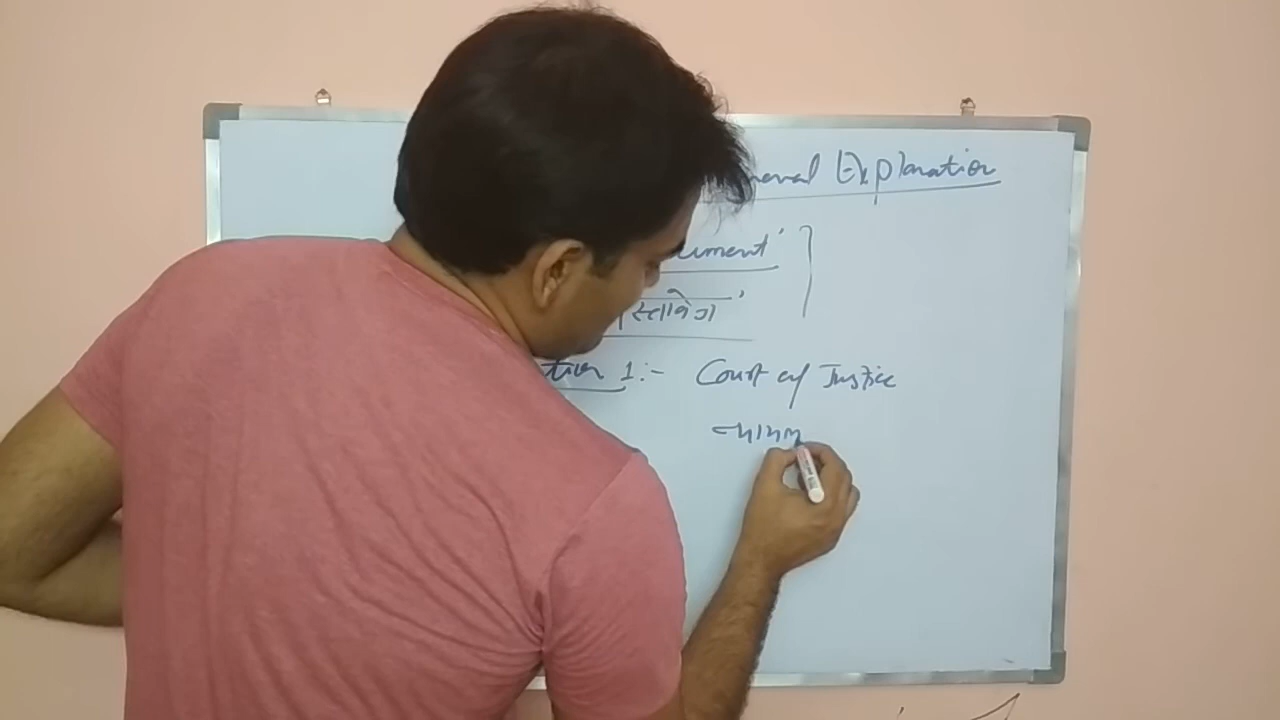 neral Explanation
ument'
स्तावेज'
tion 1:- Court of Justice
न्याया